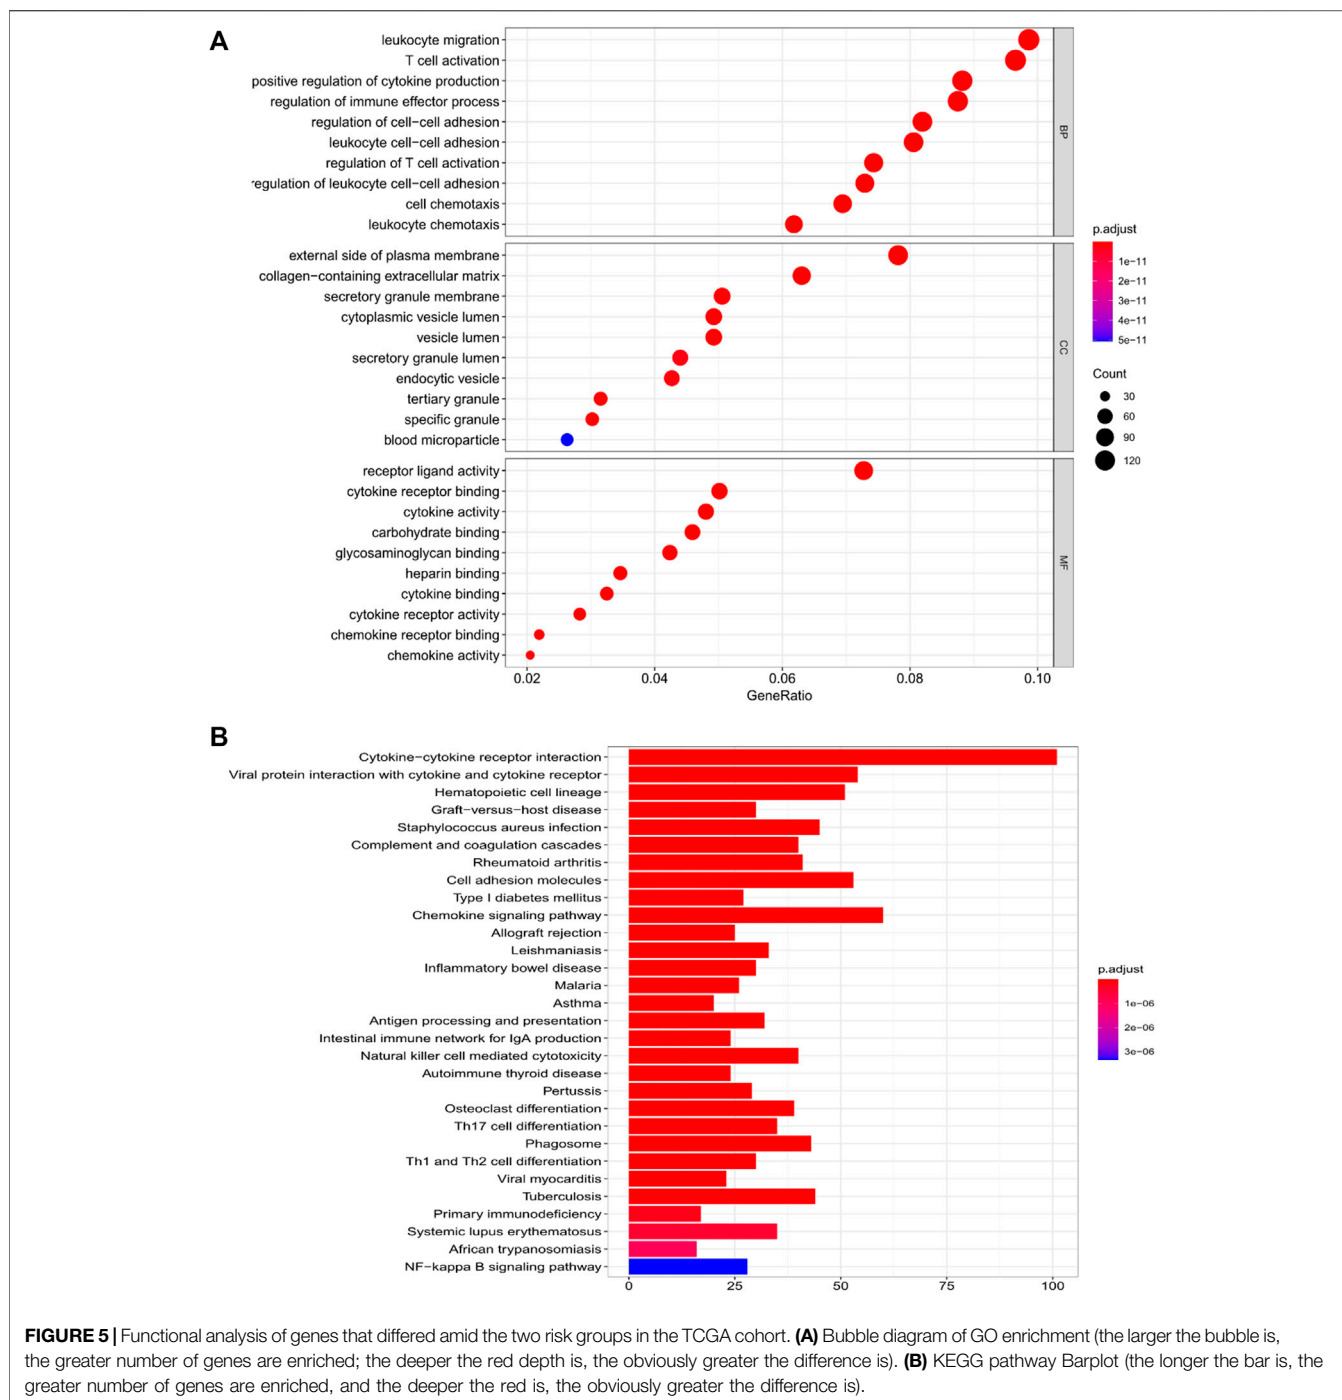 A
leukocyte migration
T cell activation
positive regulation of cytokine production
regulation of immune effector process
regulation of cell−cell adhesion
leukocyte cell−cell adhesion
regulation of T cell activation
regulation of leukocyte cell−cell adhesion
cell chemotaxis
leukocyte chemotaxis
BP
external side of plasma membrane
collagen−containing extracellular matrix
secretory granule membrane
cytoplasmic vesicle lumen
vesicle lumen
secretory granule lumen
endocytic vesicle
tertiary granule
specific granule
blood microparticle
CC
receptor ligand activity
cytokine receptor binding
cytokine activity
carbohydrate binding
glycosaminoglycan binding
heparin binding
cytokine binding
cytokine receptor activity
chemokine receptor binding
chemokine activity
MF
0.02 0.04 0.06 0.08 0.10
GeneRatio
p.adjust
1e−11
2e−11
3e−11
4e−11
5e−11
Count
30
60
90
120
B
Cytokine−cytokine receptor interaction
Viral protein interaction with cytokine and cytokine receptor
Hematopoietic cell lineage
Graft−versus−host disease
Staphylococcus aureus infection
Complement and coagulation cascades
Rheumatoid arthritis
Cell adhesion molecules
Type I diabetes mellitus
Chemokine signaling pathway
Allograft rejection
Leishmaniasis
Inflammatory bowel disease
Malaria
Asthma
Antigen processing and presentation
Intestinal immune network for IgA production
Natural killer cell mediated cytotoxicity
Autoimmune thyroid disease
Pertussis
Osteoclast differentiation
Th17 cell differentiation
Phagosome
Th1 and Th2 cell differentiation
Viral myocarditis
Tuberculosis
Primary immunodeficiency
Systemic lupus erythematosus
African trypanosomiasis
NF−kappa B signaling pathway
0 25 50 75 100
p.adjust
1e−06
2e−06
3e−06
FIGURE 5 | Functional analysis of genes that differed amid the two risk groups in the TCGA cohort. (A) Bubble diagram of GO enrichment (the larger the bubble is,
the greater number of genes are enriched; the deeper the red depth is, the obviously greater the difference is). (B) KEGG pathway Barplot (the longer the bar is, the
greater number of genes are enriched, and the deeper the red is, the obviously greater the difference is).